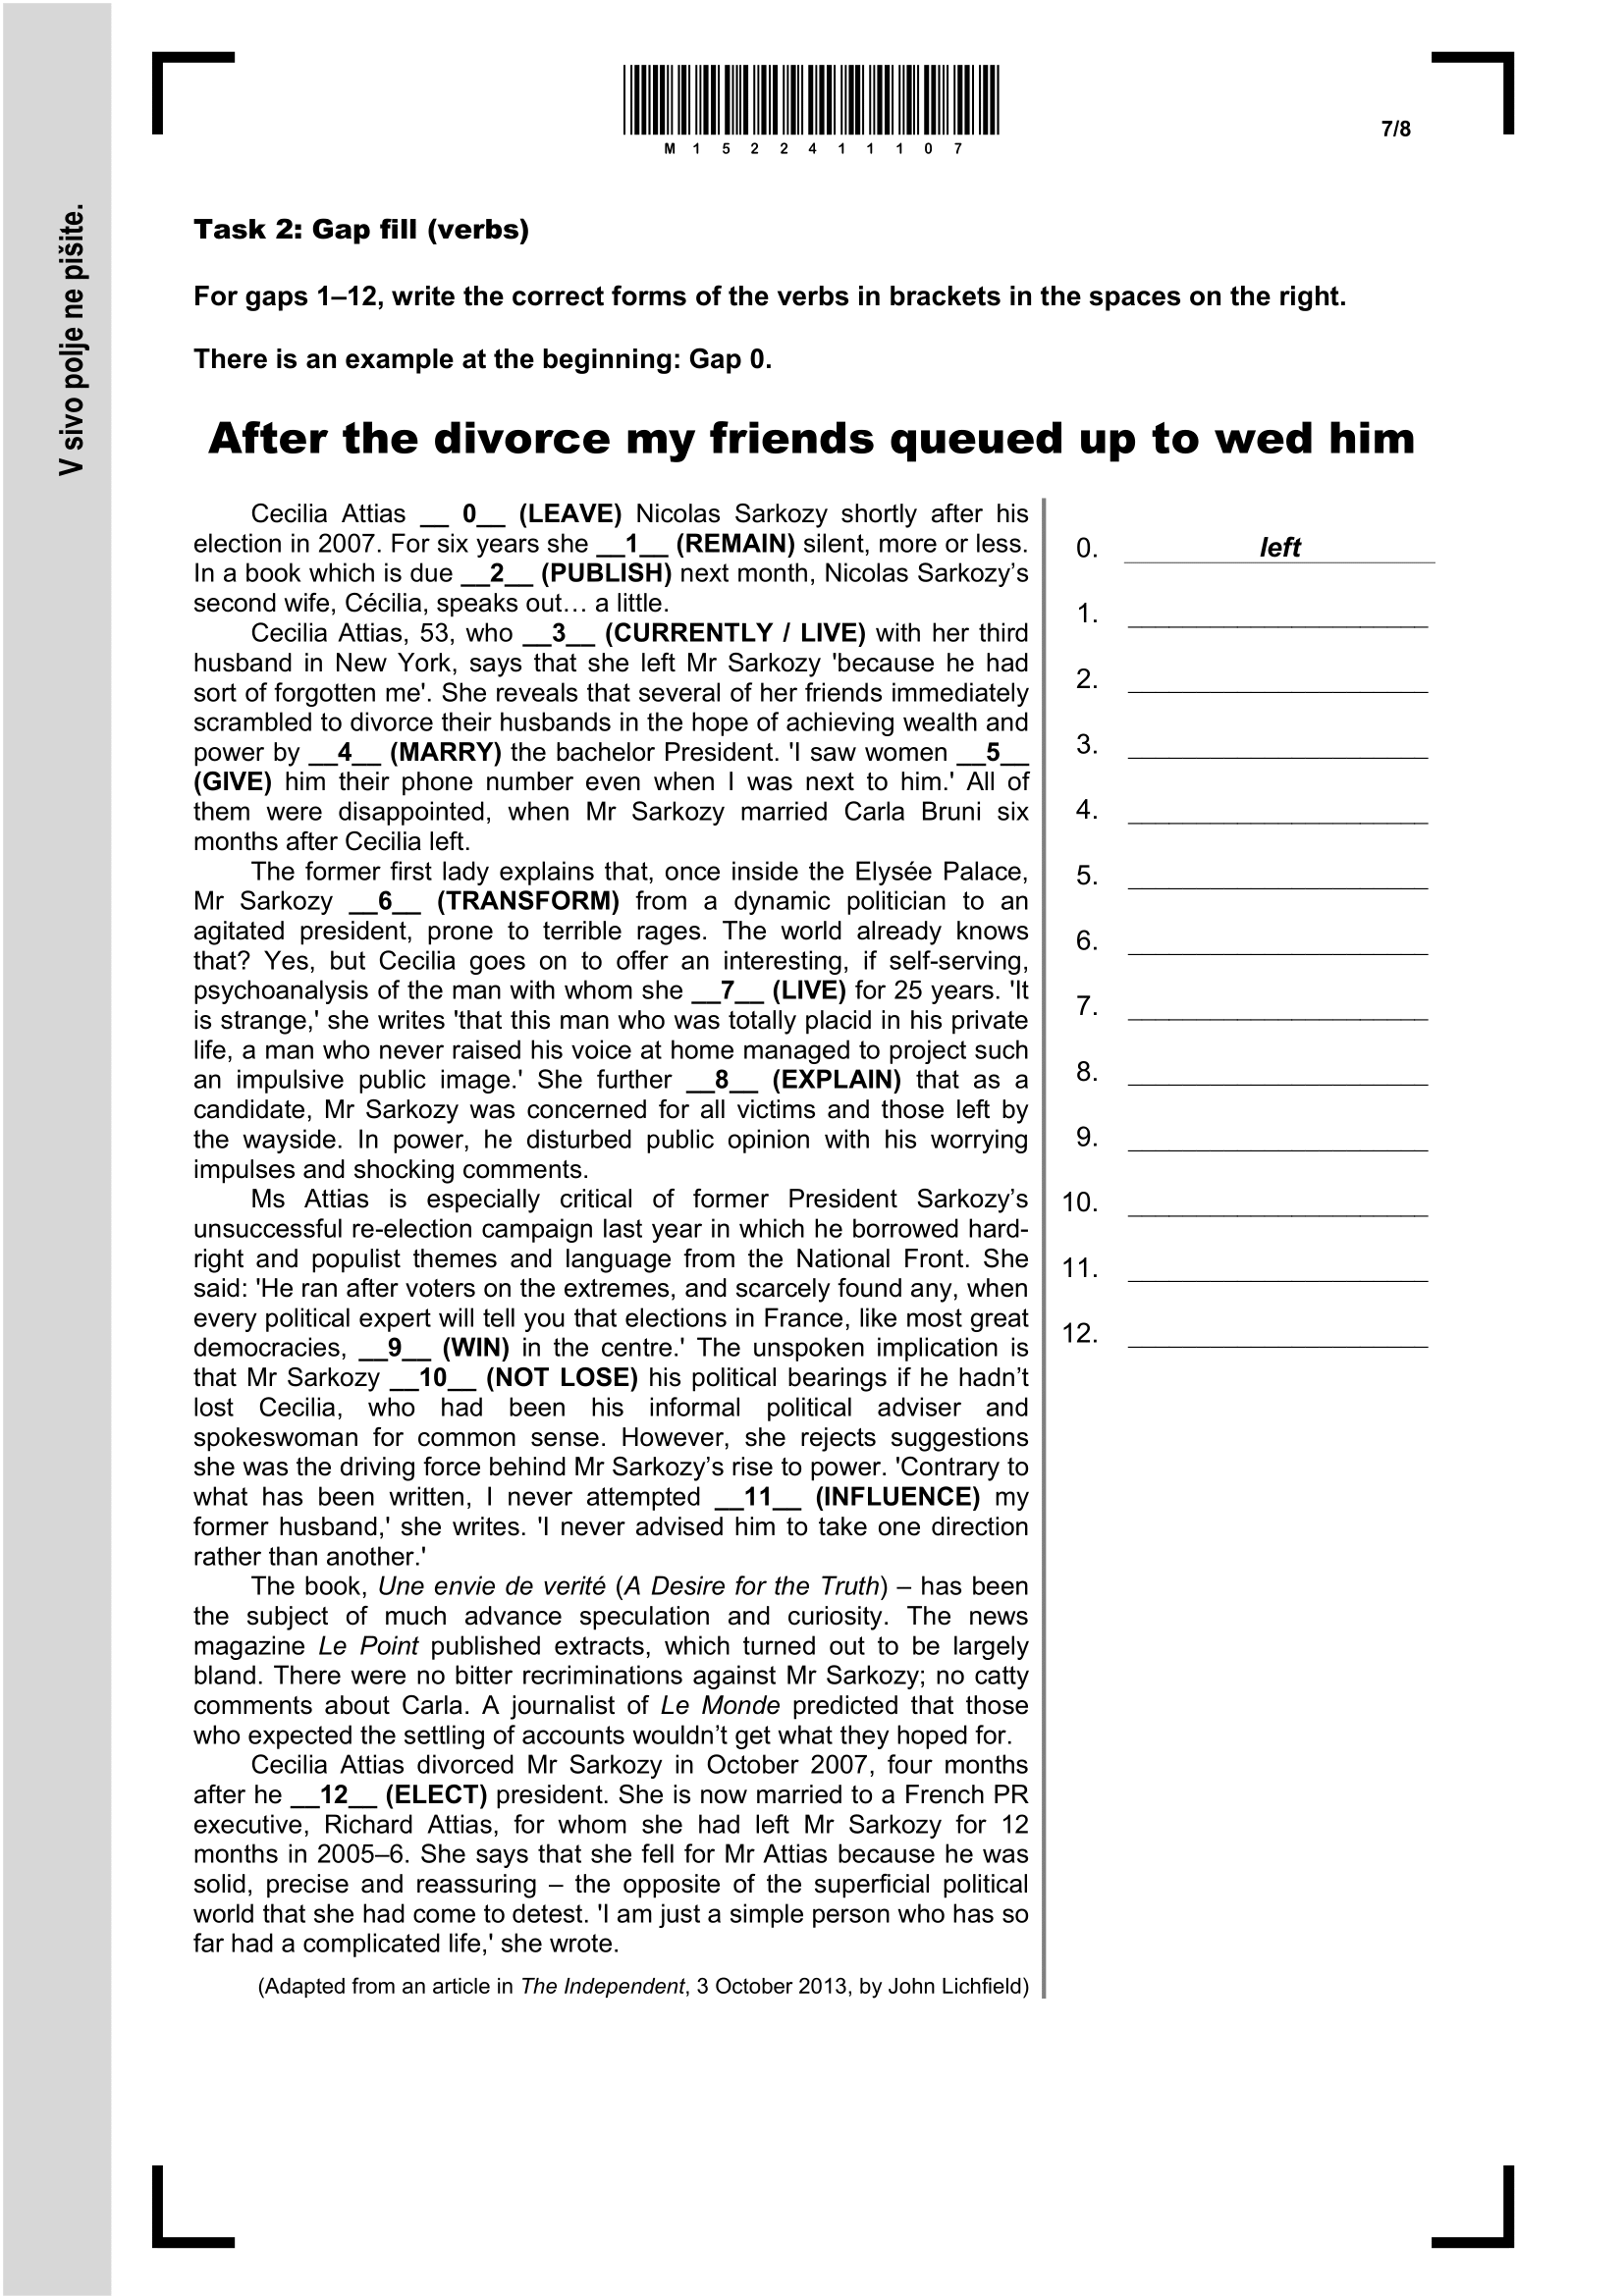 M1522411107
7/8
V sivo polje ne pišite.
Task 2: Gap fill (verbs)
For gaps 1–12, write the correct forms of the verbs in brackets in the spaces on the right.
There is an example at the beginning: Gap 0.
After the divorce my friends queued up to wed him
Cecilia Attias __ 0__ (LEAVE) Nicolas Sarkozy shortly after his
election in 2007. For six years she __1__ (REMAIN) silent, more or less.
In a book which is due __2__ (PUBLISH) next month, Nicolas Sarkozy’s
second wife, Cécilia, speaks out… a little.
Cecilia Attias, 53, who __3__ (CURRENTLY / LIVE) with her third
husband in New York, says that she left Mr Sarkozy 'because he had
sort of forgotten me'. She reveals that several of her friends immediately
scrambled to divorce their husbands in the hope of achieving wealth and
power by __4__ (MARRY) the bachelor President. 'I saw women __5__
(GIVE) him their phone number even when I was next to him.' All of
them were disappointed, when Mr Sarkozy married Carla Bruni six
months after Cecilia left.
The former first lady explains that, once inside the Elysée Palace,
Mr Sarkozy __6__ (TRANSFORM) from a dynamic politician to an
agitated president, prone to terrible rages. The world already knows
that? Yes, but Cecilia goes on to offer an interesting, if self-serving,
psychoanalysis of the man with whom she __7__ (LIVE) for 25 years. 'It
is strange,' she writes 'that this man who was totally placid in his private
life, a man who never raised his voice at home managed to project such
an impulsive public image.' She further __8__ (EXPLAIN) that as a
candidate, Mr Sarkozy was concerned for all victims and those left by
the wayside. In power, he disturbed public opinion with his worrying
impulses and shocking comments.
Ms Attias is especially critical of former President Sarkozy’s
unsuccessful re-election campaign last year in which he borrowed hard-
right and populist themes and language from the National Front. She
said: 'He ran after voters on the extremes, and scarcely found any, when
every political expert will tell you that elections in France, like most great
democracies, __9__ (WIN) in the centre.' The unspoken implication is
that Mr Sarkozy __10__ (NOT LOSE) his political bearings if he hadn’t
lost Cecilia, who had been his informal political adviser and
spokeswoman for common sense. However, she rejects suggestions
she was the driving force behind Mr Sarkozy’s rise to power. 'Contrary to
what has been written, I never attempted __11__ (INFLUENCE) my
former husband,' she writes. 'I never advised him to take one direction
rather than another.'
The book, Une envie de verité (A Desire for the Truth) – has been
the subject of much advance speculation and curiosity. The news
magazine Le Point published extracts, which turned out to be largely
bland. There were no bitter recriminations against Mr Sarkozy; no catty
comments about Carla. A journalist of Le Monde predicted that those
who expected the settling of accounts wouldn’t get what they hoped for.
Cecilia Attias divorced Mr Sarkozy in October 2007, four months
after he __12__ (ELECT) president. She is now married to a French PR
executive, Richard Attias, for whom she had left Mr Sarkozy for 12
months in 2005–6. She says that she fell for Mr Attias because he was
solid, precise and reassuring – the opposite of the superficial political
world that she had come to detest. 'I am just a simple person who has so
far had a complicated life,' she wrote.
(Adapted from an article in The Independent, 3 October 2013, by John Lichfield)
0. left
1.
2.
3.
4.
5.
6.
7.
8.
9.
10.
11.
12.